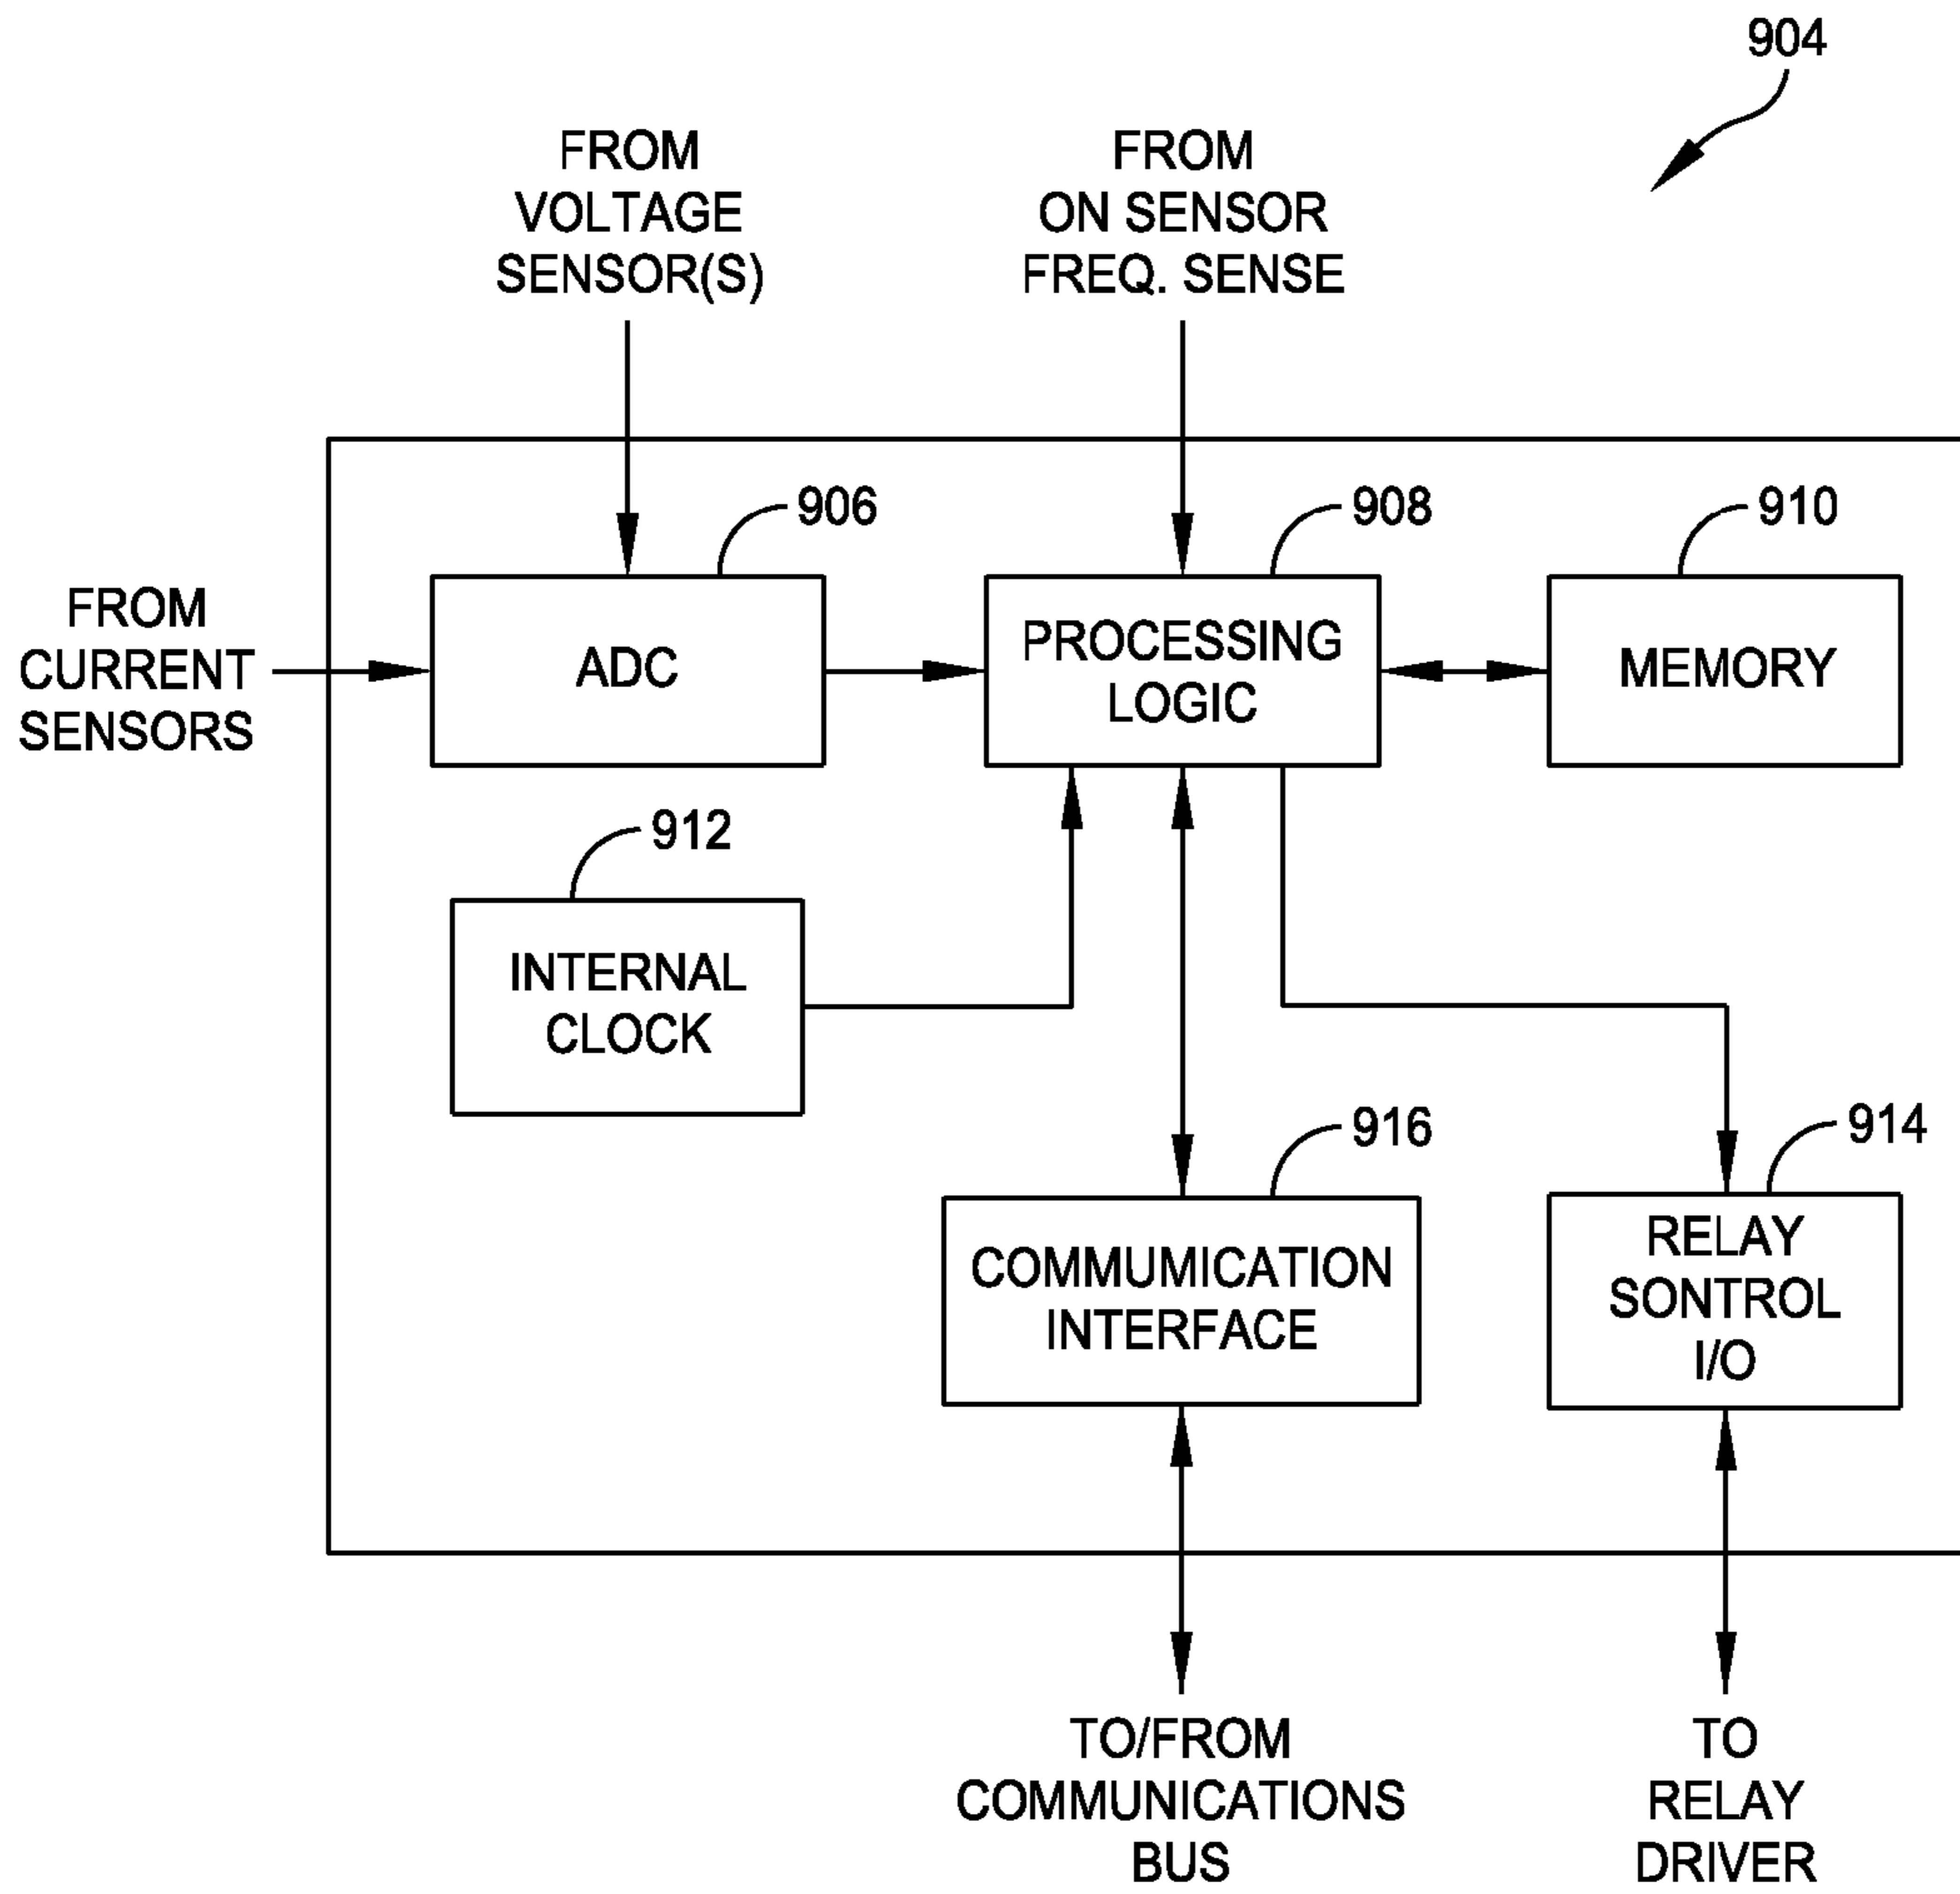 904
FROM
VOLTAGE
SENSOR(S)
FROM
ON SENSOR
FREQ. SENSE
906
908
910
FROM
CURRENT
SENSORS
ADC
PROCESSING
LOGIC
MEMORY
912
INTERNAL
CLOCK
916
914
COMMUMICATION
INTERFACE
RELAY
SONTROL
I/O
TO/FROM
COMMUNICATIONS
BUS
TO
RELAY
DRIVER